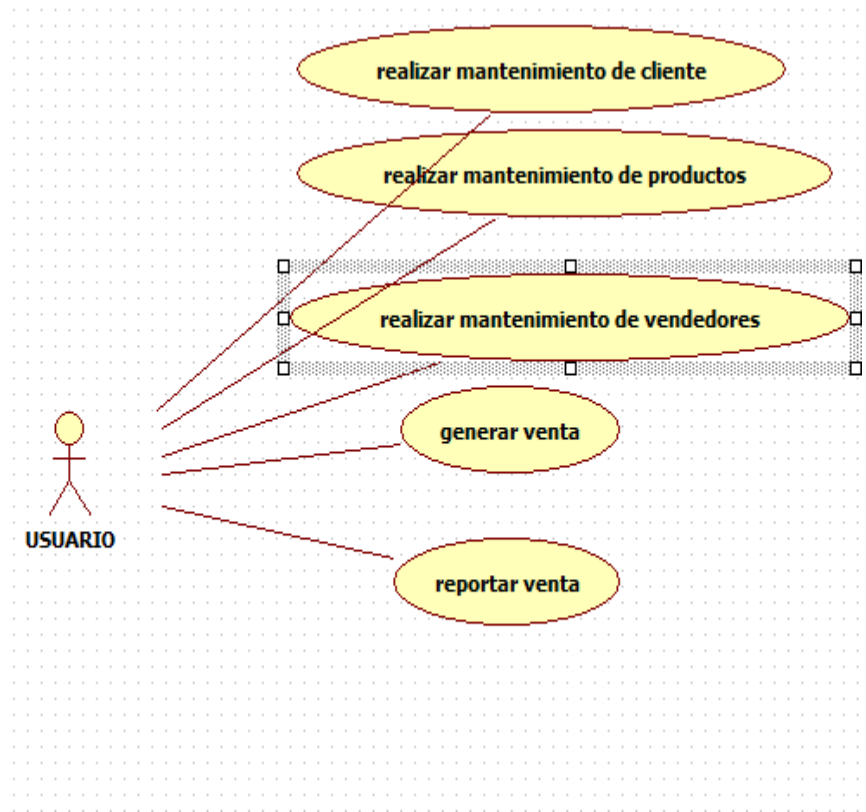 realizar mantenimiento de cliente
realizar mantenimiento de productos
realizar mantenimiento de vendedores
generar venta
USUARIO
reportar venta